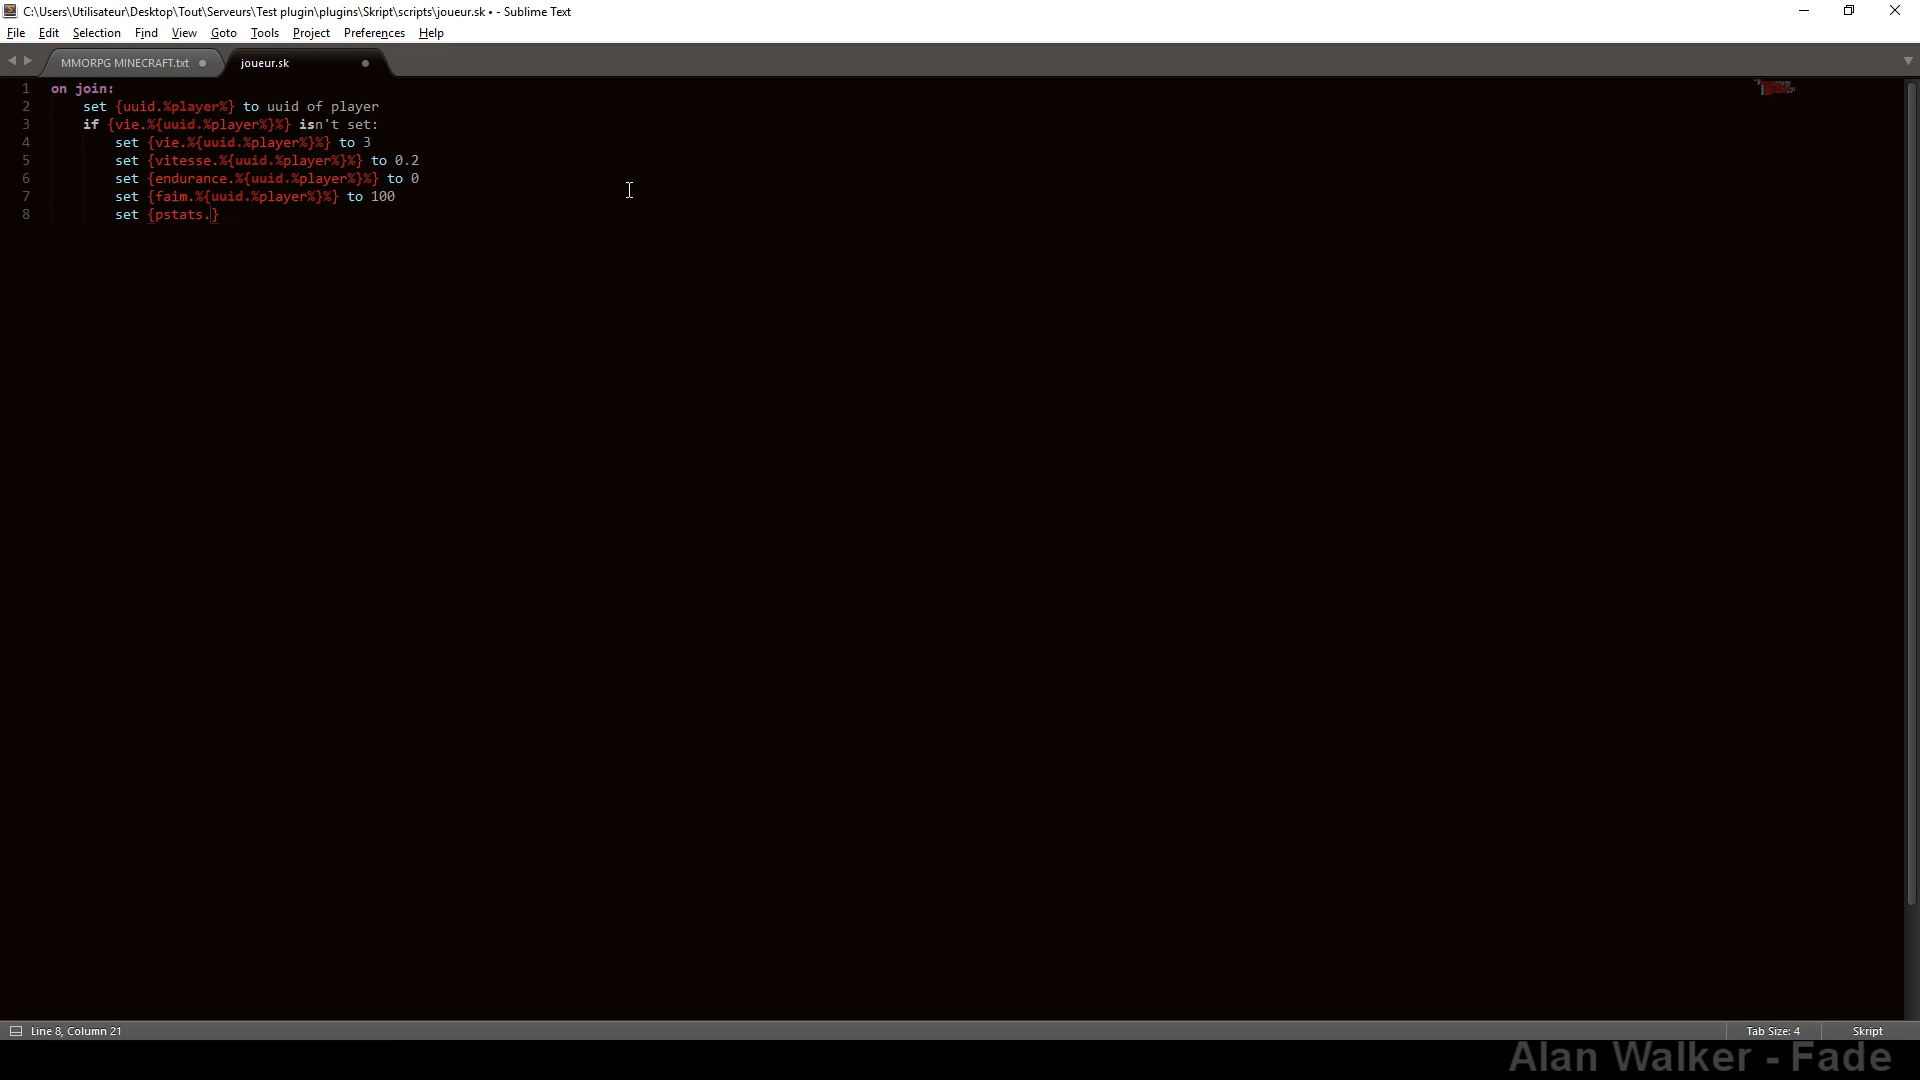 C:\Users\Utilisateur\Desktop\Tout\Serveurs\Test plugin\plugins\Skript\scripts\joueur.sk • - Sublime Text
File Edit Selection Find View Goto Tools Project Preferences Help
MMORPG MINECRAFT.txt joueur.sk
1 on join:
2 set {uuid.%player%} to uuid of player
3 if {vie.%{uuid.%player%}%} isn't set:
4 set {vie.%{uuid.%player%}%} to 3
5 set {vitesse.%{uuid.%player%}%} to 0.2
6 set {endurance.%{uuid.%player%}%} to 0
7 set {faim.%{uuid.%player%}%} to 100
8 set {pstats.}
Line 8, Column 21 Tab Size: 4 Skript
Alan Walker - Fade